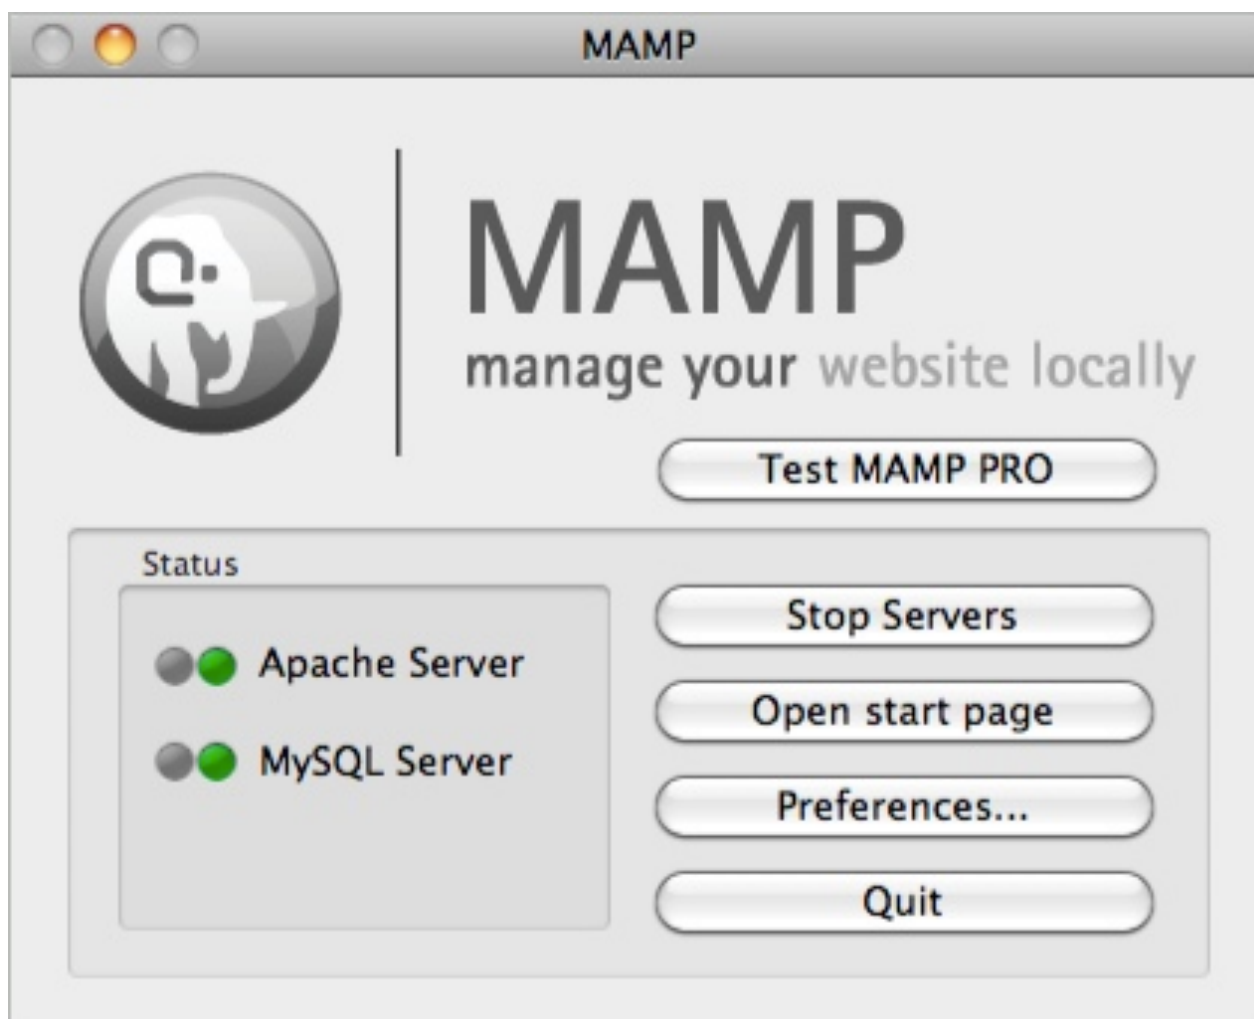 MAMP
MAMP
manage your website locally
Test MAMP PRO
Status
Apache Server
MySQL Server
Stop Servers
Open start page
Preferences...
Quit